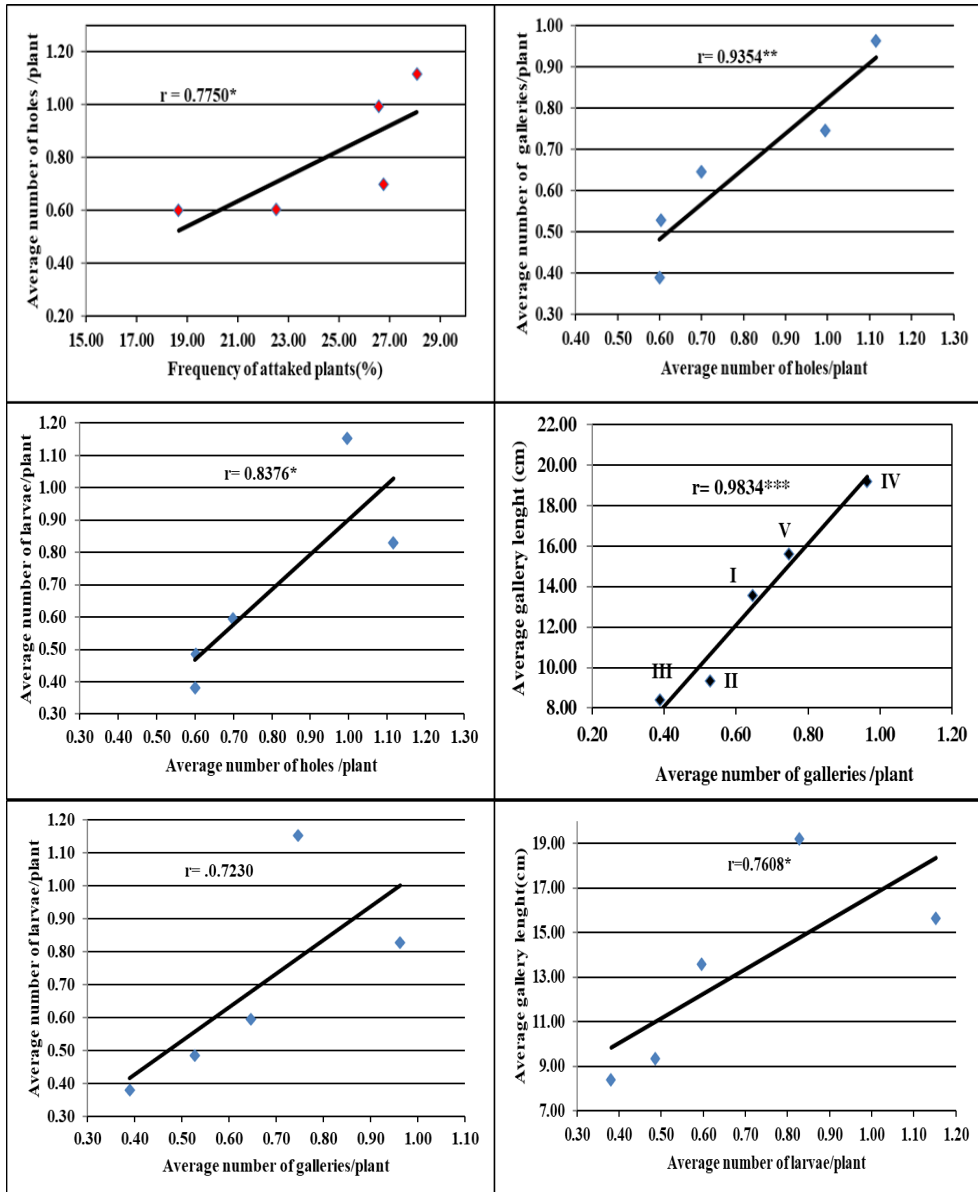 Average number of holes /plant
1.20
1.00
0.80
0.60
0.40
0.20
r = 0.7750*
15.00 17.00 19.00 21.00 23.00 25.00 27.00 29.00
Frequency of attaked plants(%)
Average number of galleries/plant
1.00
0.90
0.80
0.70
0.60
0.50
0.40
0.30
r= 0.9354**
0.40 0.50 0.60 0.70 0.80 0.90 1.00 1.10 1.20 1.30
Average number of holes/plant
Average number of larvae/plant
1.20
1.10
1.00
0.90
0.80
0.70
0.60
0.50
0.40
0.30
r= 0.8376*
0.30 0.40 0.50 0.60 0.70 0.80 0.90 1.00 1.10 1.20 1.30
Average number of holes /plant
Average gallery lenght (cm)
22.00
20.00
18.00
16.00
14.00
12.00
10.00
8.00
r= 0.9834***
IV
V
I
III
II
0.20 0.40 0.60 0.80 1.00 1.20
Average number of galleries /plant
Average number of larvae/plant
1.20
1.10
1.00
0.90
0.80
0.70
0.60
0.50
0.40
0.30
r= .0.7230
0.30 0.40 0.50 0.60 0.70 0.80 0.90 1.00 1.10
Average number of galleries/plant
Average gallery lenght(cm)
19.00
17.00
15.00
13.00
11.00
9.00
7.00
r=0.7608*
0.30 0.40 0.50 0.60 0.70 0.80 0.90 1.00 1.10 1.20
Average number of larvae/plant